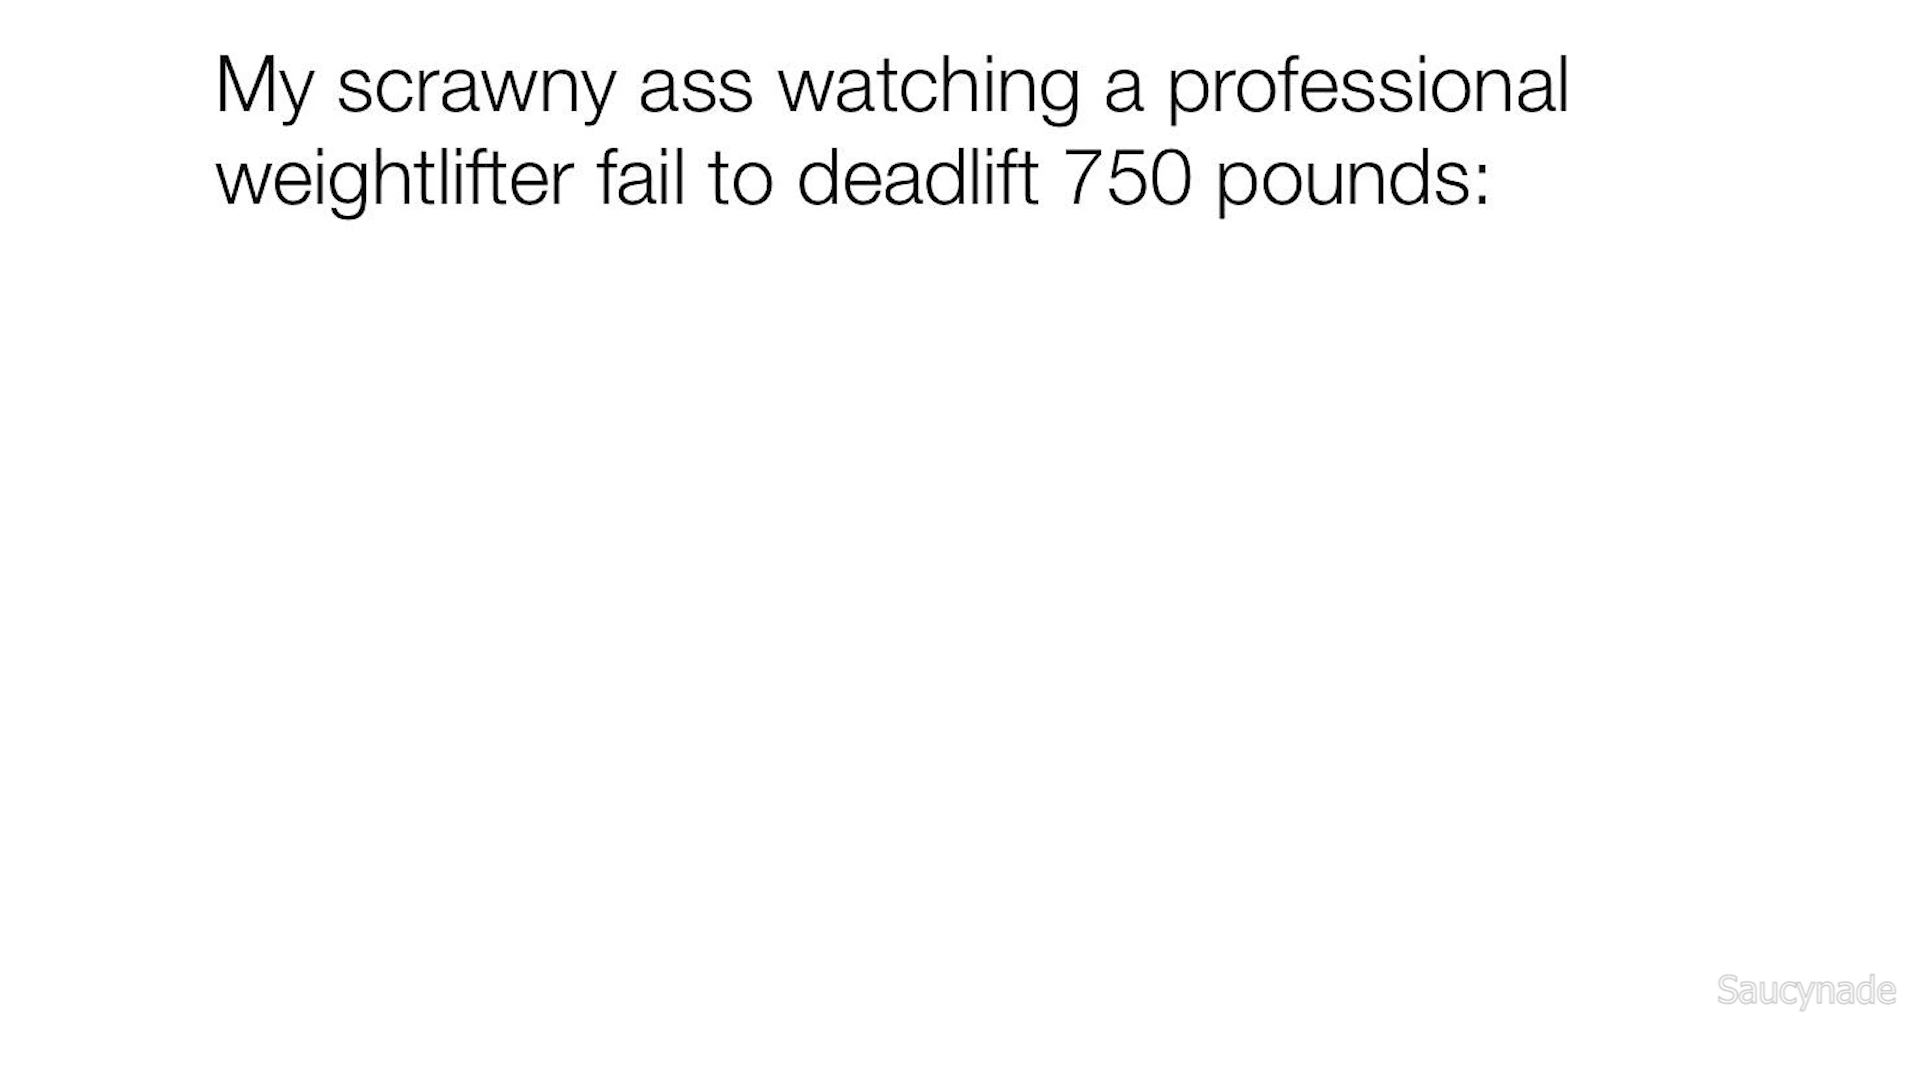 My scrawny ass watching a professional
weightlifter fail to deadlift 750 pounds:
Saucynade